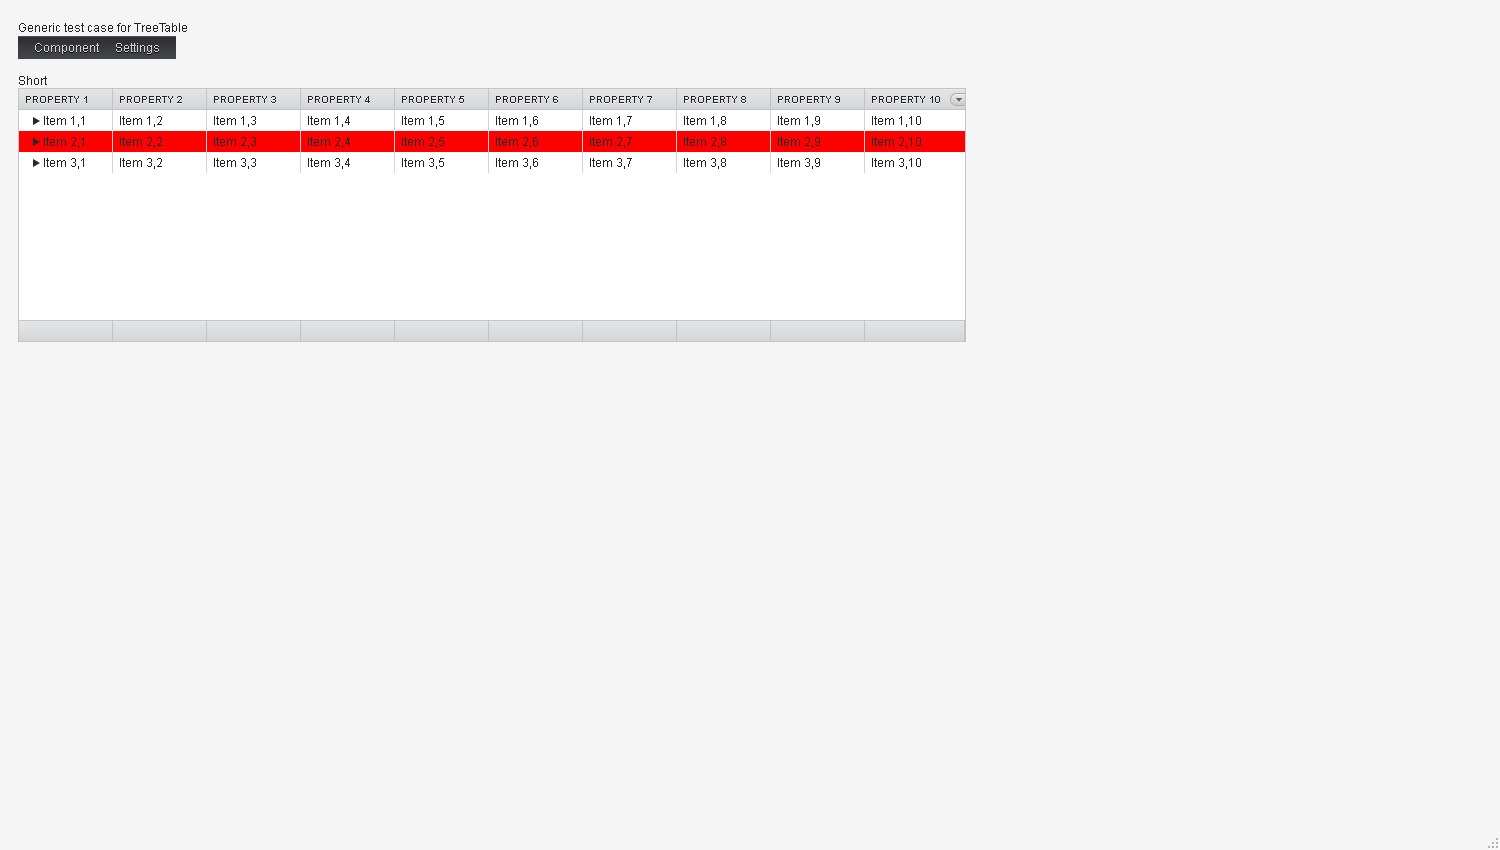 Generic test case for TreeTable
Component Settings
Short
PROPERTY 1 PROPERTY 2 PROPERTY 3 PROPERTY 4 PROPERTY 5 PROPERTY 6 PROPERTY 7 PROPERTY 8 PROPERTY 9 PROPERTY 10
Item 1,1 Item 1,2 Item 1,3 Item 1,4 Item 1,5 Item 1,6 Item 1,7 Item 1,8 Item 1,9 Item 1,10
Item 2,1 Item 2,2 Item 2,3 Item 2,4 Item 2,5 Item 2,6 Item 2,7 Item 2,8 Item 2,9 Item 2,10
Item 3,1 Item 3,2 Item 3,3 Item 3,4 Item 3,5 Item 3,6 Item 3,7 Item 3,8 Item 3,9 Item 3,10